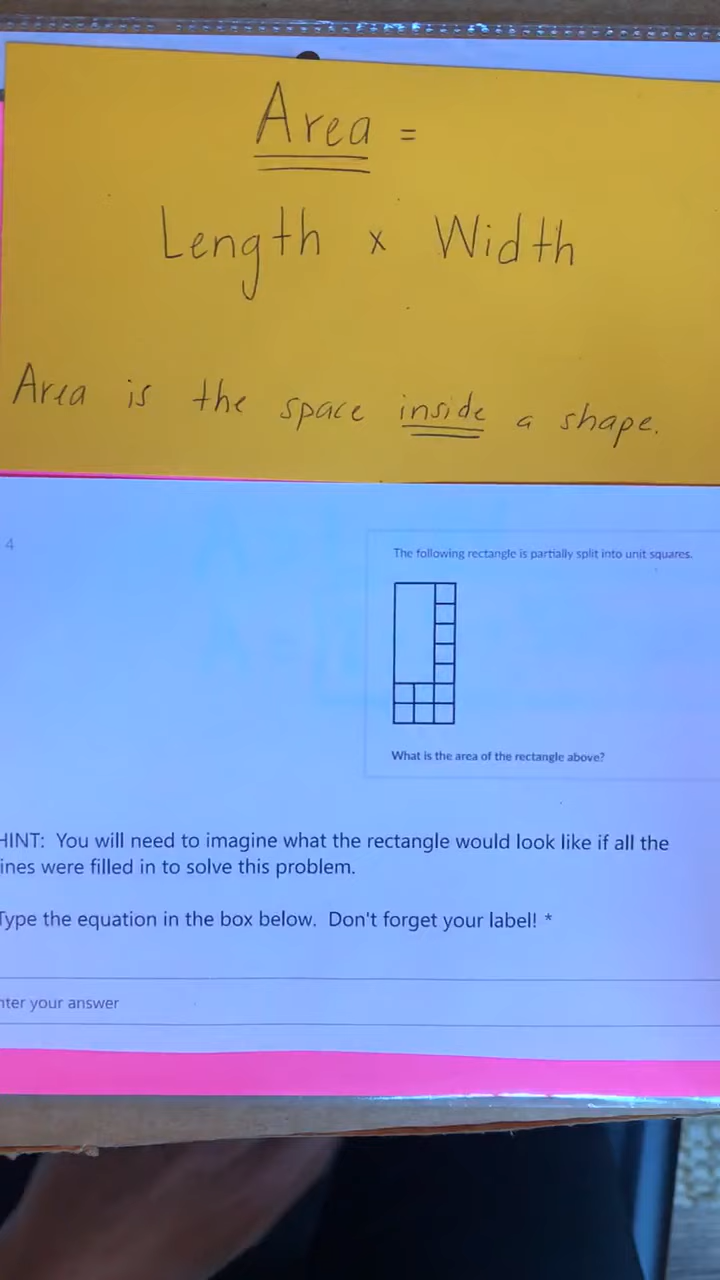 Area =
Length x Width
Area is the space inside a shape.
4
The following rectangle is partially split into unit squares.
What is the area of the rectangle above?
HINT: You will need to imagine what the rectangle would look like if all the
ines were filled in to solve this problem.
Type the equation in the box below. Don't forget your label! *
nter your answer